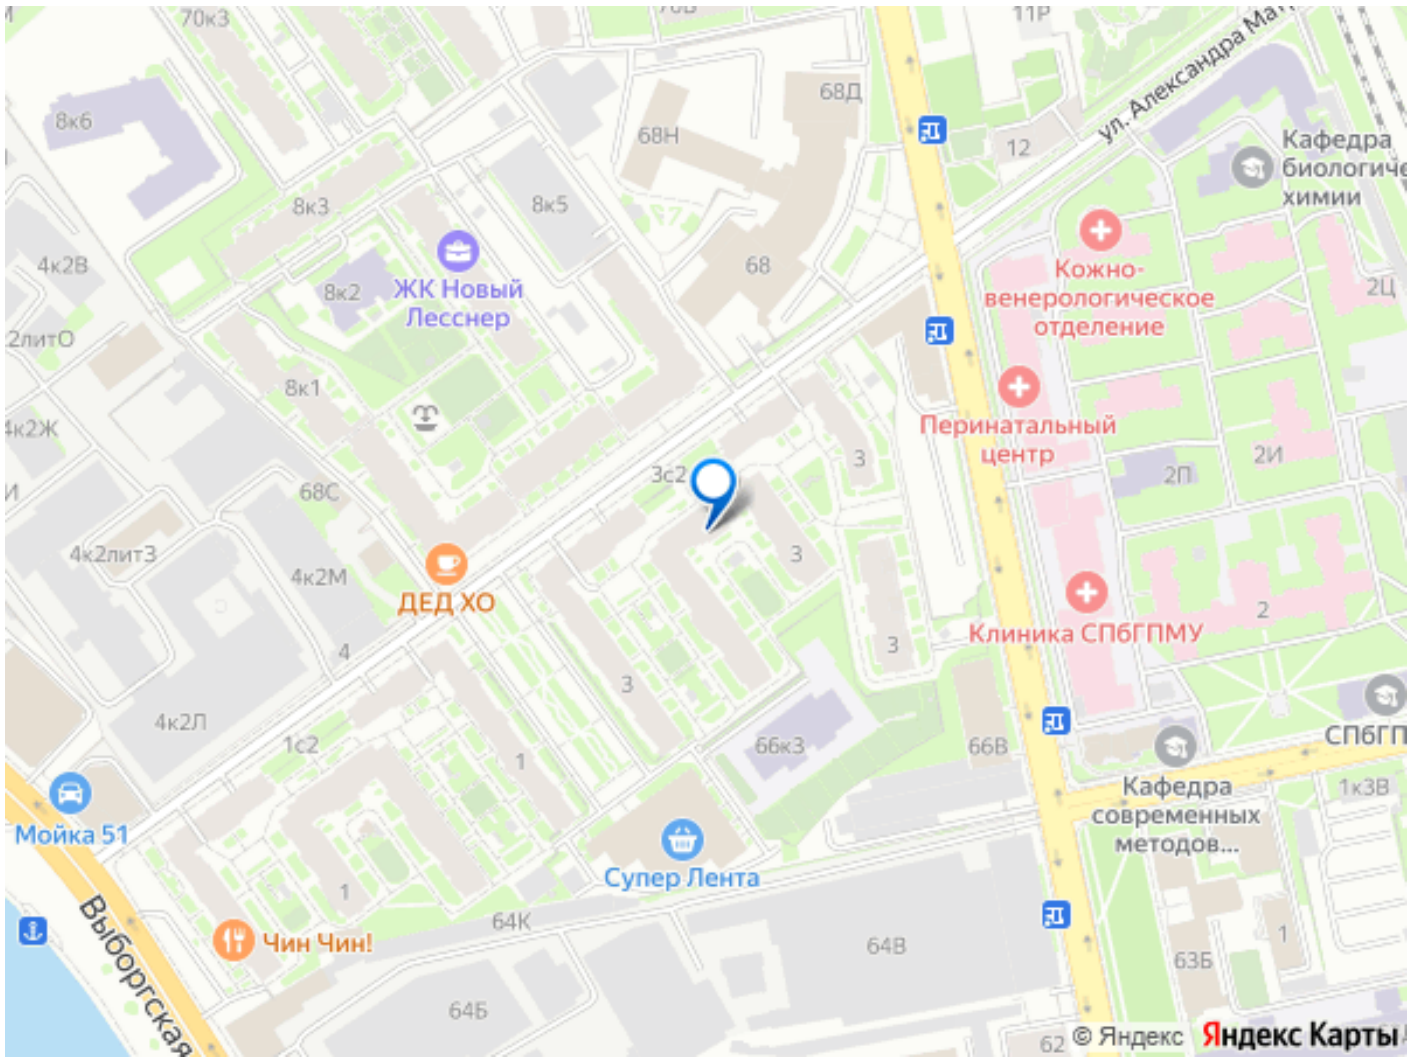 70к3
70В
11Р
ул. Александра Мат
68Д
8к6
68Н
12
Кафедра
биологиче
химии
8к3
8к5
4к2В
68
8к2
ЖК Новый
Лесснер
Кожно-
венерологическое
отделение
2Ц
2литО
8к1
4к2Ж
Перинатальный
центр
3с2
3
2П
2И
И
68С
4к2литЗ
4к2М
3
ДЕД ХО
2
Клиника СПбГПМУ
4
3
3
4к2Л
1с2
66к3
66В
СПбГП
1
Кафедра
современных
методов...
1к3В
Мойка 51
Супер Лента
1
64К
Чин Чин!
64В
1
63Б
Выборгская
64Б
62
© Яндекс
Яндекс Карты